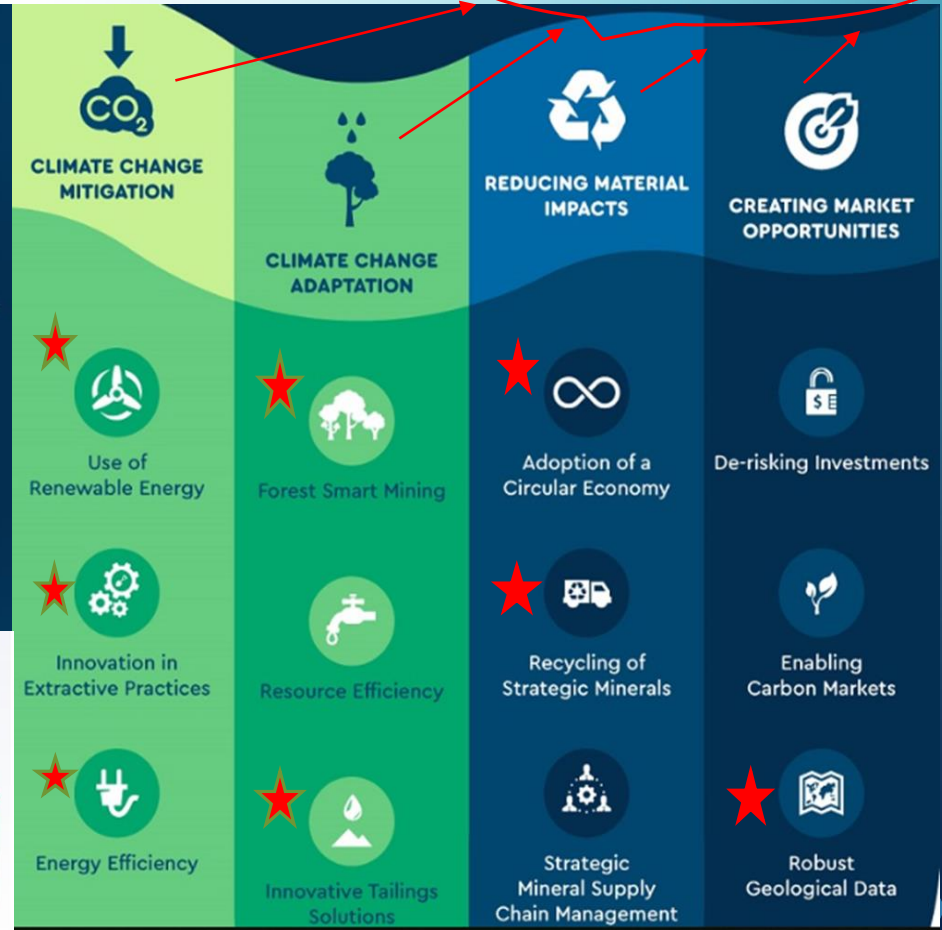 CO2
CLIMATE CHANGE
MITIGATION
Use of
Renewable Energy
Innovation in
Extractive Practices
Energy Efficiency
CLIMATE CHANGE
ADAPTATION
Forest Smart Mining
Resource Efficiency
Innovative Tailings
Solutions
REDUCING MATERIAL
IMPACTS
Adoption of a
Circular Economy
Recycling of
Strategic Minerals
Strategic
Mineral Supply
Chain Management
CREATING MARKET
OPPORTUNITIES
$
De-risking Investments
Enabling
Carbon Markets
Robust
Geological Data